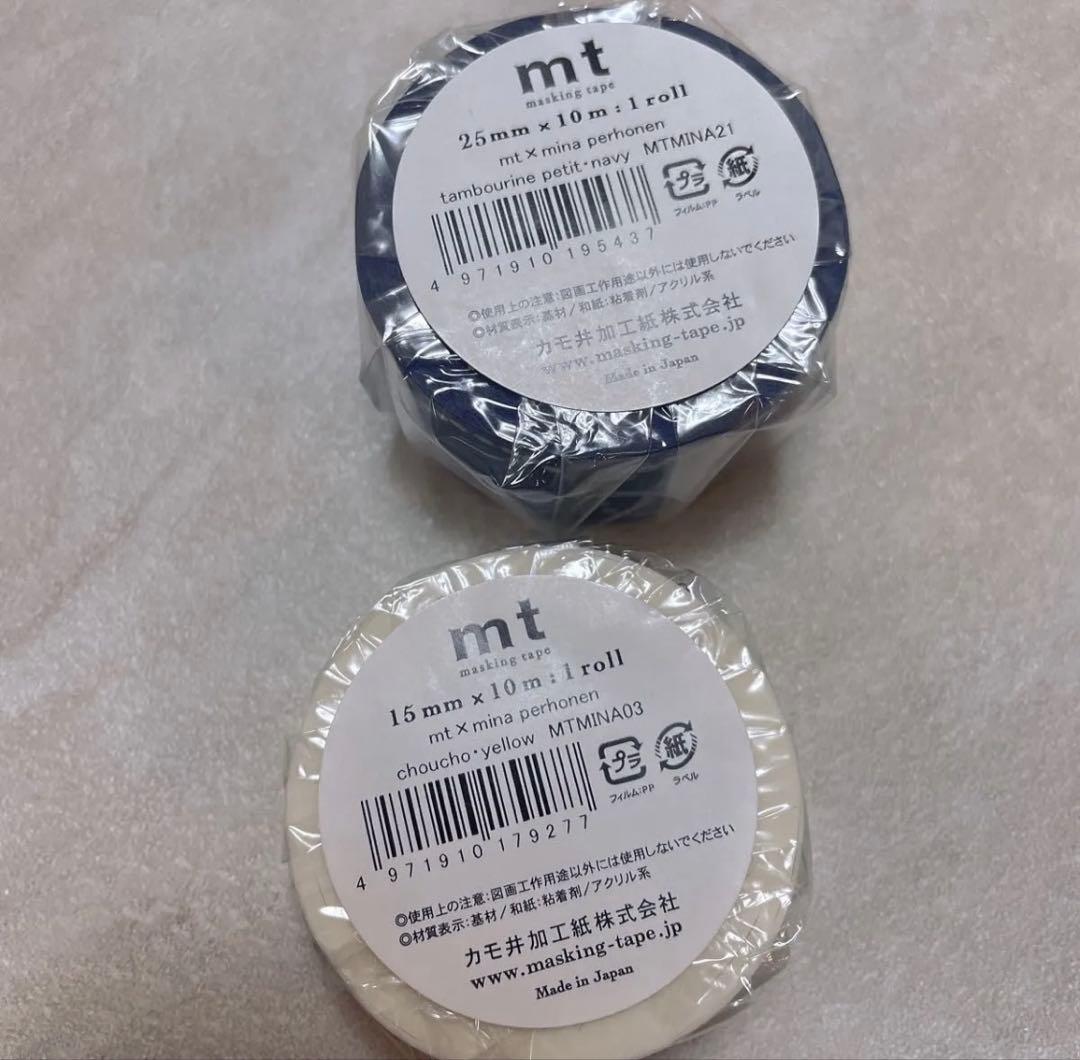 mt
masking tape
25mm × 10m : 1 roll
mt × mina perhonen
tambourine petit・navy MTMINA21
プラ
フィルム:PP
紙
ラベル
4 971910 195437
◎使用上の注意:図画工作用途以外には使用しないでください
◎材質表示:基材/和紙:粘着剤/アクリル系
カモ井加工紙株式会社
www.masking-tape.jp
Made in Japan
mt
masking tape
15mm × 10m : 1 roll
mt × mina perhonen
choucho・yellow MTMINA03
プラ
フィルム:PP
紙
ラベル
4 971910 179277
◎使用上の注意:図画工作用途以外には使用しないでください
◎材質表示:基材/和紙:粘着剤/アクリル系
カモ井加工紙株式会社
www.masking-tape.jp
Made in Japan